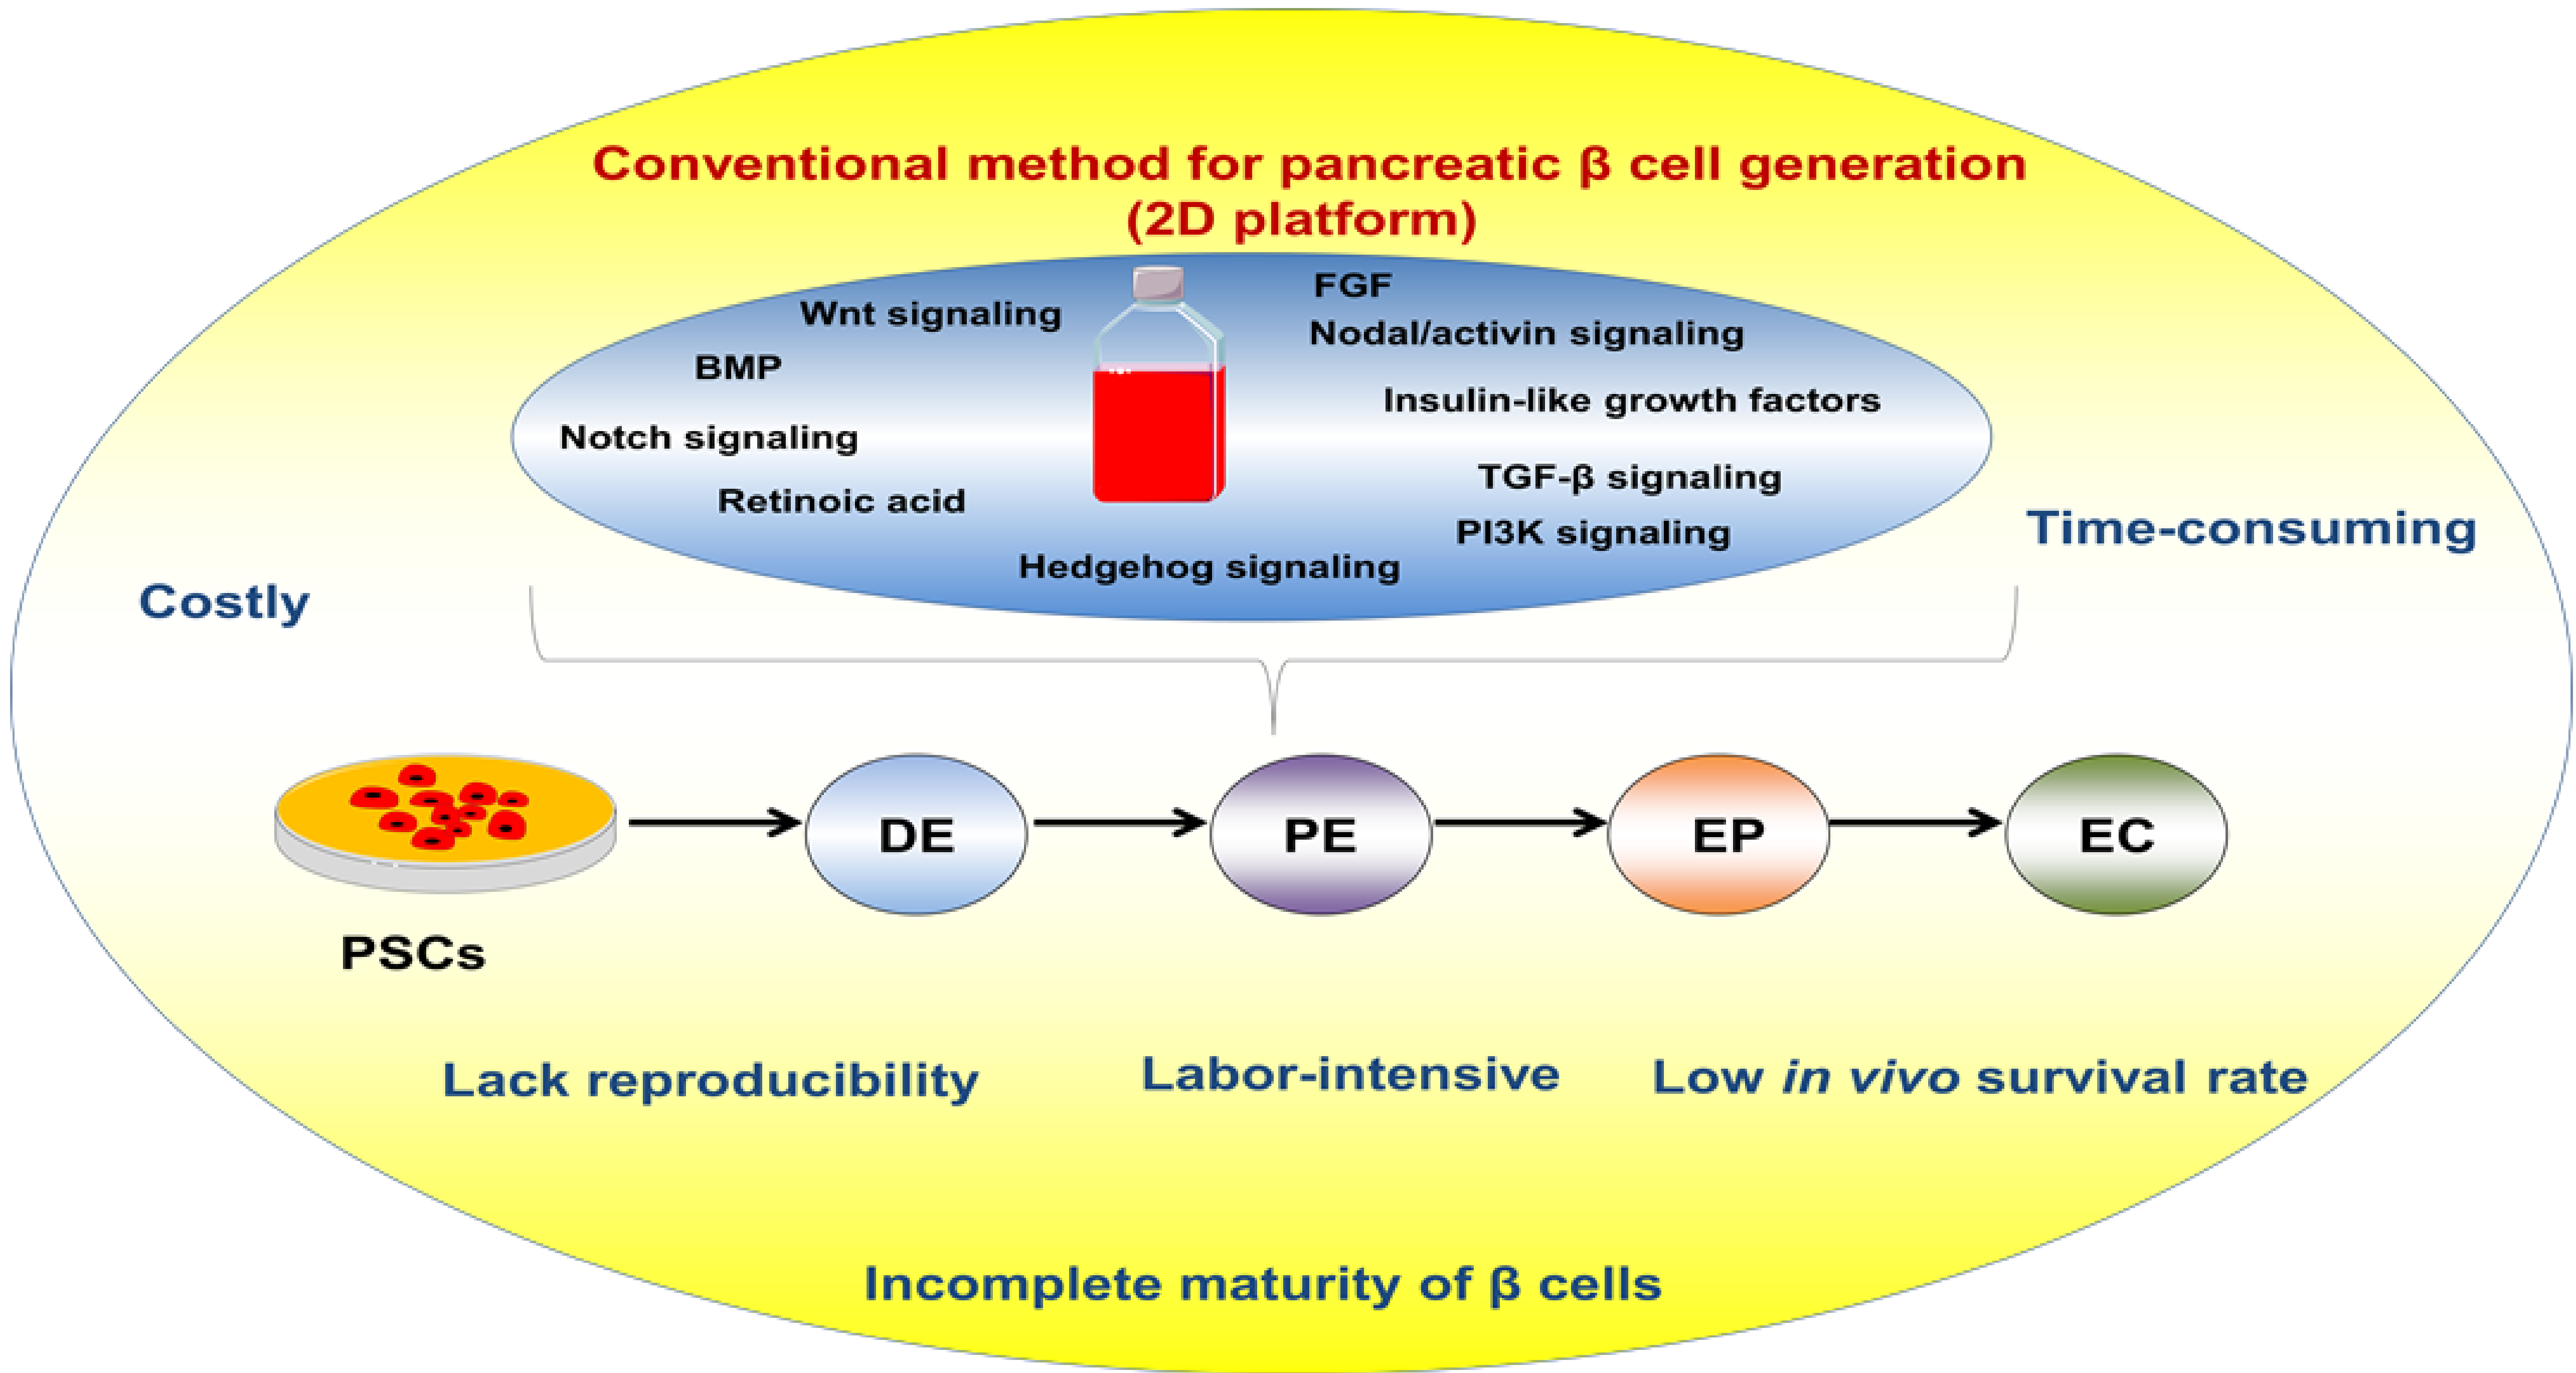 Conventional method for pancreatic β cell generation
(2D platform)
FGF
Wnt signaling
Nodal/activin signaling
BMP
Insulin-like growth factors
Notch signaling
TGF-β signaling
Retinoic acid
PI3K signaling
Hedgehog signaling
Time-consuming
Costly
DE
PE
EP
EC
PSCs
Lack reproducibility
Labor-intensive
Low in vivo survival rate
Incomplete maturity of β cells